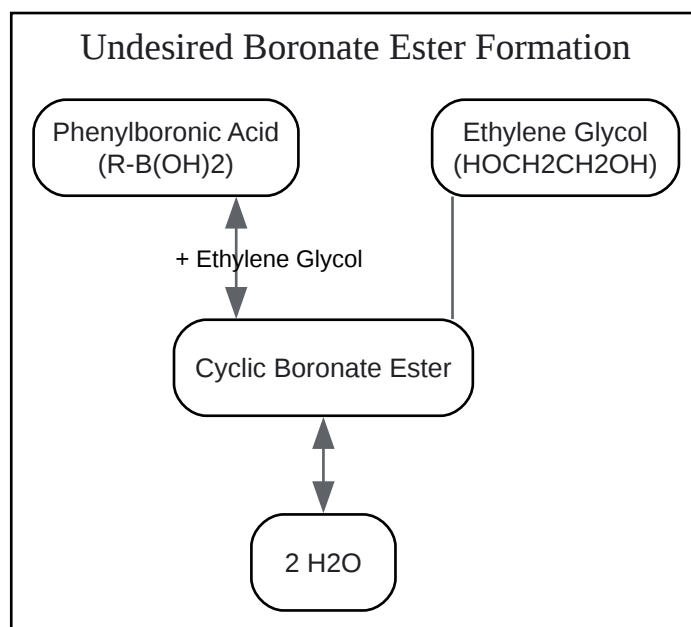 Undesired Boronate Ester Formation
Phenylboronic Acid
(R-B(OH)2)
Ethylene Glycol
(HOCH2CH2OH)
+ Ethylene Glycol
Cyclic Boronate Ester
2 H2O